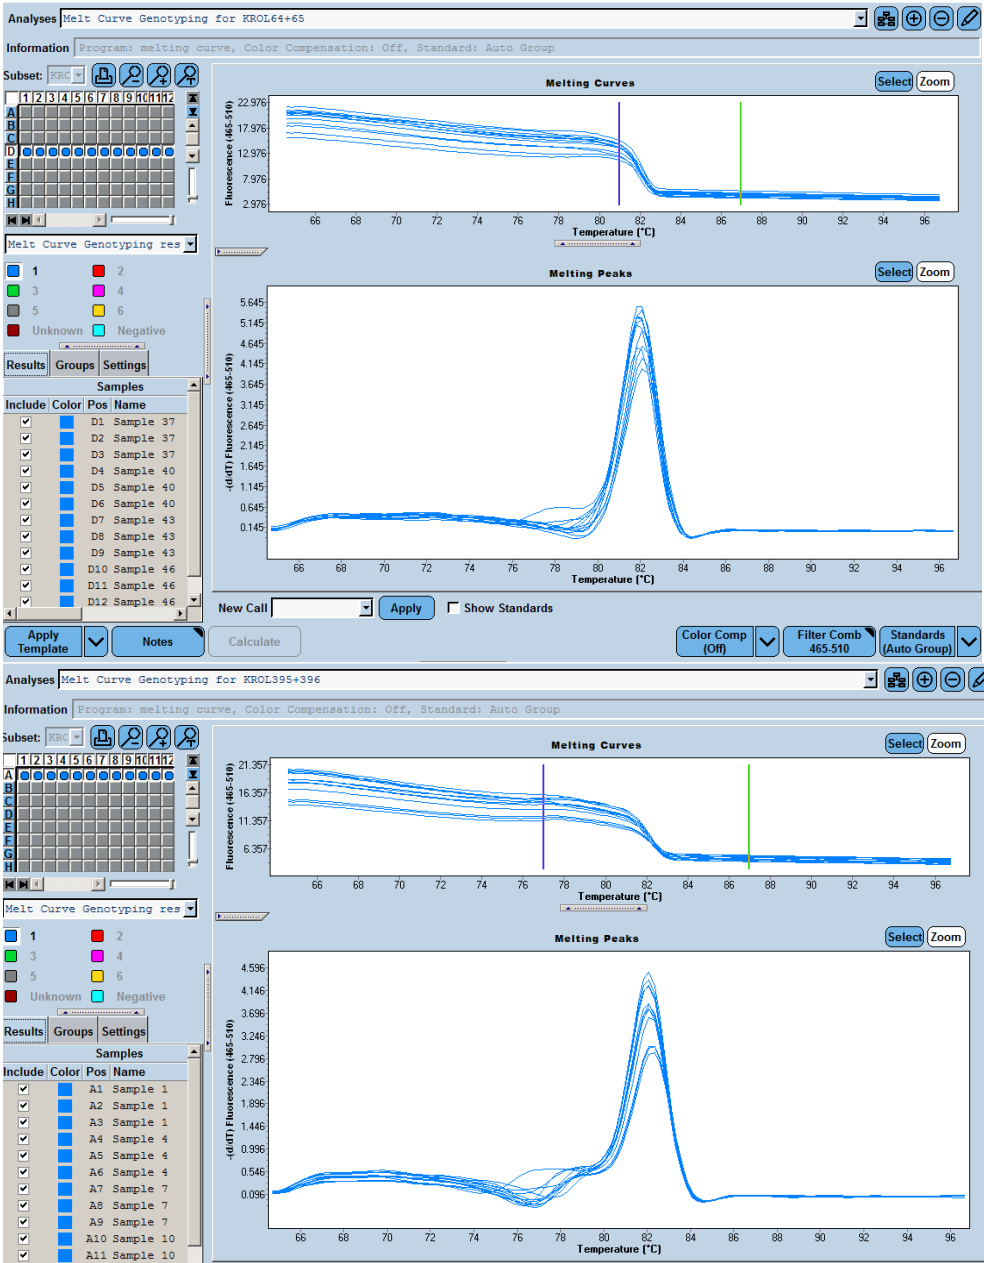 Analyses Melt Curve Genotyping for KROL64+65
Information Program: melting curve, Color Compensation: Off, Standard: Auto Group
Subset: KRC
1 2 3 4 5 6 7 8 9 10 11 12
A
B
C
D
E
F
G
H
Melt Curve Genotyping res
1 2
3 4
5 6
Unknown Negative
Results Groups Settings
Samples
Include Color Pos Name
D1 Sample 37
D2 Sample 37
D3 Sample 37
D4 Sample 40
D5 Sample 40
D6 Sample 40
D7 Sample 43
D8 Sample 43
D9 Sample 43
D10 Sample 46
D11 Sample 46
D12 Sample 46
Melting Curves
Select Zoom
Fluorescence (465-510)
22.976
17.976
12.976
7.976
2.976
66 68 70 72 74 76 78 80 82 84 86 88 90 92 94 96
Temperature (°C)
Melting Peaks
Select Zoom
-(d/dT) Fluorescence (465-510)
5.645
5.145
4.645
4.145
3.645
3.145
2.645
2.145
1.645
1.145
0.645
0.145
66 68 70 72 74 76 78 80 82 84 86 88 90 92 94 96
Temperature (°C)
New Call Apply Show Standards
Apply Template Notes Calculate
Color Comp (Off) Filter Comb 465-510 Standards (Auto Group)
Analyses Melt Curve Genotyping for KROL395+396
Information Program: melting curve, Color Compensation: Off, Standard: Auto Group
Subset: KRC
1 2 3 4 5 6 7 8 9 10 11 12
A
B
C
D
E
F
G
H
Melt Curve Genotyping res
1 2
3 4
5 6
Unknown Negative
Results Groups Settings
Samples
Include Color Pos Name
A1 Sample 1
A2 Sample 1
A3 Sample 1
A4 Sample 4
A5 Sample 4
A6 Sample 4
A7 Sample 7
A8 Sample 7
A9 Sample 7
A10 Sample 10
A11 Sample 10
Melting Curves
Select Zoom
Fluorescence (465-510)
21.357
16.357
11.357
6.357
66 68 70 72 74 76 78 80 82 84 86 88 90 92 94 96
Temperature (°C)
Melting Peaks
Select Zoom
-(d/dT) Fluorescence (465-510)
4.596
4.146
3.696
3.246
2.796
2.346
1.896
1.446
0.996
0.546
0.096
66 68 70 72 74 76 78 80 82 84 86 88 90 92 94 96
Temperature (°C)